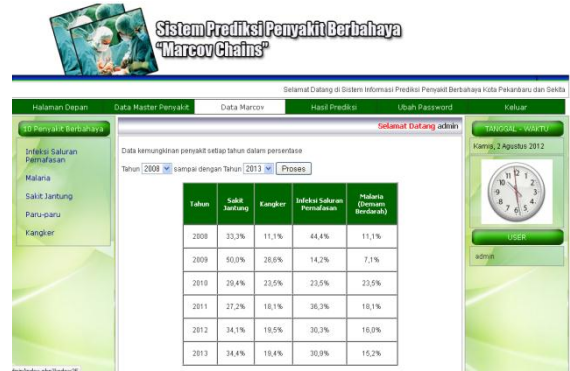 Sistem Prediksi Penyakit Berbahaya
"Marcov Chains"
Selamat Datang di Sistem Informasi Prediksi Penyakit Berbahaya Kota Pekanbaru dan Sekita
Halaman Depan Data Master Penyakit Data Marcov Hasil Prediksi Ubah Password Keluar
10 Penyakit Berbahaya
Infeksi Saluran
Pernafasan
Malaria
Sakit Jantung
Paru-paru
Kangker
Selamat Datang admin
Data kemungkinan penyakit setiap tahun dalam persentase
Tahun 2008 sampai dengan Tahun 2013 Proses
Tahun Sakit Jantung Kangker Infeksi Saluran Pernafasan Malaria (Demam Berdarah)
2008 33,3% 11,1% 44,4% 11,1%
2009 50,0% 28,6% 14,2% 7,1%
2010 29,4% 23,5% 23,5% 23,5%
2011 27,2% 18,1% 36,3% 18,1%
2012 34,1% 19,5% 30,3% 16,0%
2013 34,4% 19,4% 30,9% 15,2%
TANGGAL - WAKTU
Kamis, 2 Agustus 2012
USER
admin